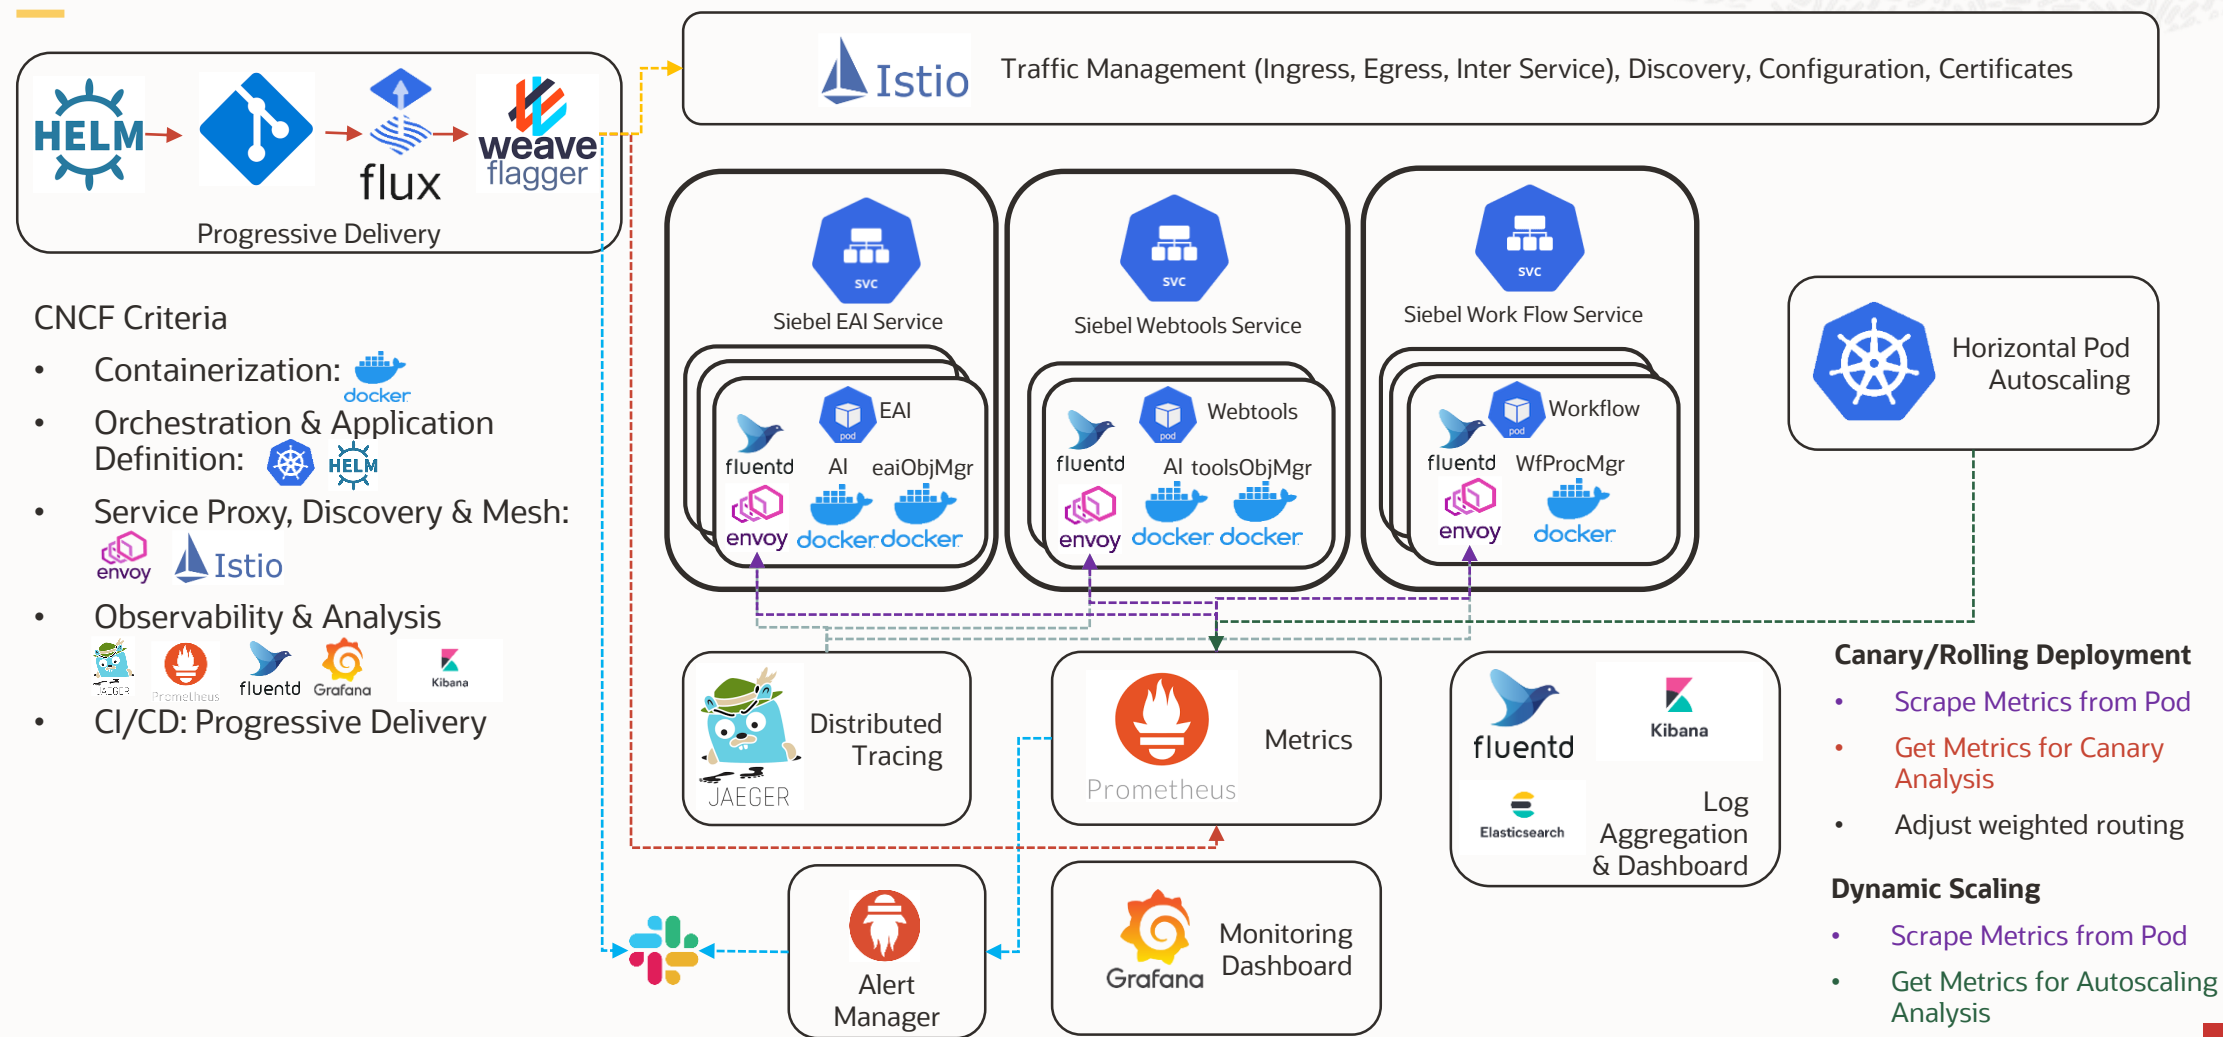 HELM
flux
weave
flagger
Progressive Delivery
Istio
Traffic Management (Ingress, Egress, Inter Service), Discovery, Configuration, Certificates
CNCF Criteria
• Containerization:
docker
• Orchestration & Application
Definition:
HELM
• Service Proxy, Discovery & Mesh:
envoy
Istio
• Observability & Analysis
JAEGER
Prometheus
fluentd
Grafana
Kibana
• CI/CD: Progressive Delivery
svc
Siebel EAI Service
pod
EAI
fluentd
AI
eaiObjMgr
envoy
docker
docker
svc
Siebel Webtools Service
pod
Webtools
fluentd
AI
toolsObjMgr
envoy
docker
docker
svc
Siebel Work Flow Service
pod
Workflow
fluentd
WfProcMgr
envoy
docker
Horizontal Pod
Autoscaling
JAEGER
Distributed
Tracing
Prometheus
Metrics
fluentd
Kibana
Elasticsearch
Log
Aggregation
& Dashboard
Alert
Manager
Grafana
Monitoring
Dashboard
Canary/Rolling Deployment
• Scrape Metrics from Pod
• Get Metrics for Canary
Analysis
• Adjust weighted routing
Dynamic Scaling
• Scrape Metrics from Pod
• Get Metrics for Autoscaling
Analysis